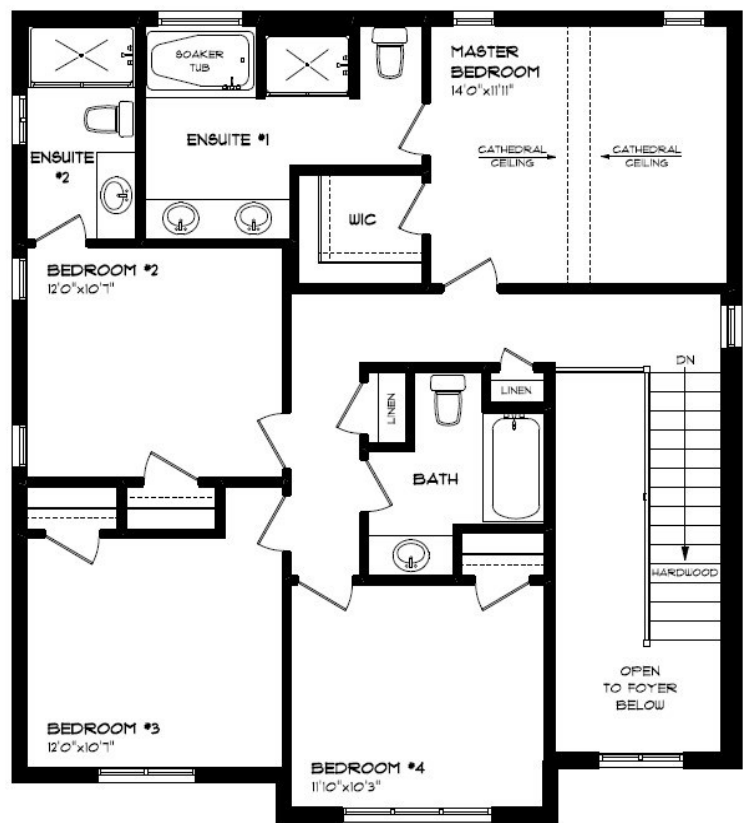 SOAKER
TUB
MASTER
BEDROOM
14'0"x11'11"
ENSUITE #1
ENSUITE
#2
CATHEDRAL
CEILING
CATHEDRAL
CEILING
WIC
BEDROOM #2
12'0"x10'7"
DN
LINEN
LINEN
BATH
HARDWOOD
OPEN
TO FOYER
BELOW
BEDROOM #3
12'0"x10'7"
BEDROOM #4
11'10"x10'3"